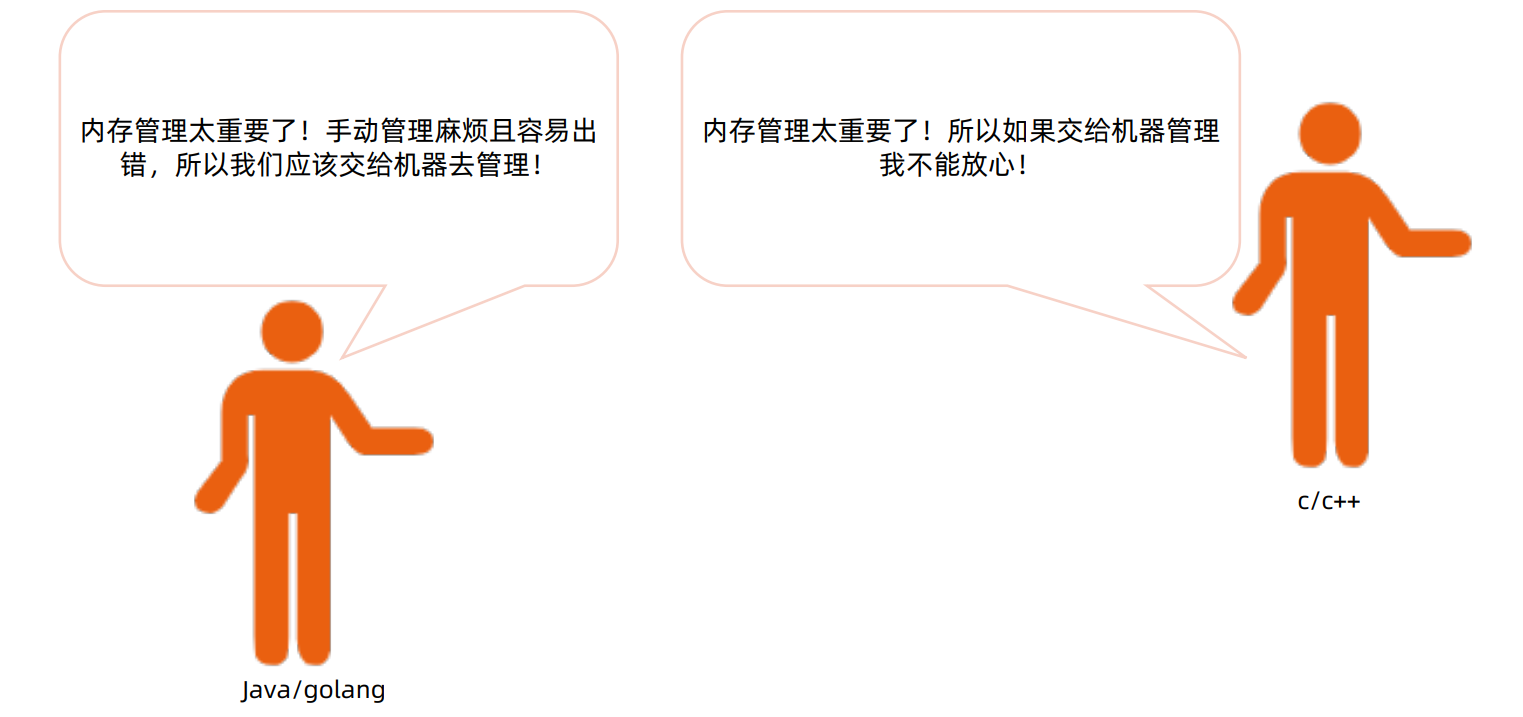 内存管理太重要了！手动管理麻烦且容易出
错，所以我们应该交给机器去管理！
Java/golang
内存管理太重要了！所以如果交给机器管理
我不能放心！
c/c++